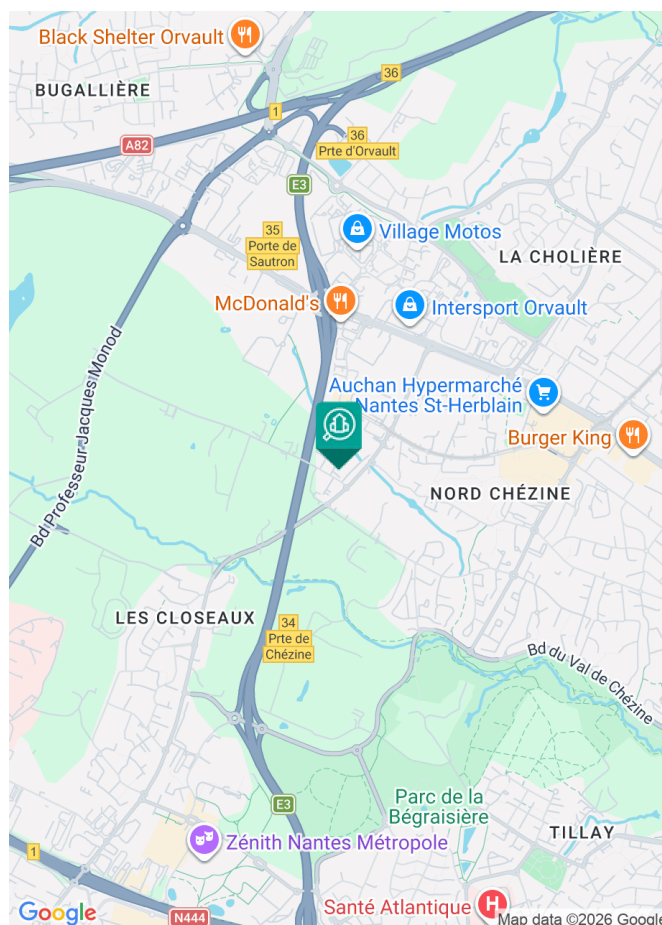 Black Shelter Orvault
BUGALLIÈRE
36
1
A82
36
Prte d'Orvault
E3
35
Porte de
Sautron
Village Motos
LA CHOLIÈRE
McDonald's
Intersport Orvault
Bd Professeur Jacques Monod
Auchan Hypermarché
Nantes St-Herblain
Burger King
NORD CHÉZINE
LES CLOSEAUX
34
Prte de
Chézine
Bd du Val de Chézine
E3
Parc de la
Bégraisière
1
Zénith Nantes Métropole
TILLAY
Santé Atlantique
H
Google
N444
Map data ©2026 Google